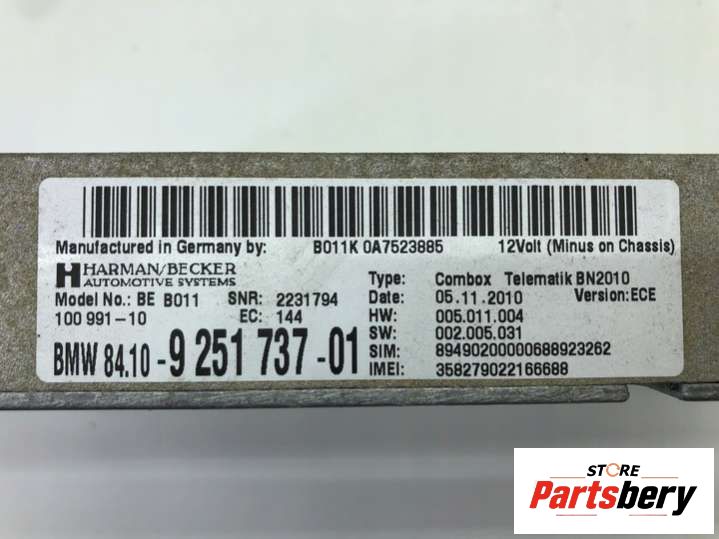 Manufactured in Germany by: B011K 0A7523885 12Volt (Minus on Chassis)
HARMAN/BECKER
AUTOMOTIVE SYSTEMS
Type: Combox Telematik BN2010
Model No.: BE B011 SNR: 2231794 Date: 05.11.2010 Version:ECE
100 991-10 EC: 144 HW: 005.011.004
SW: 002.005.031
BMW 84.10-9 251 737-01 SIM: 89490200000688923262
IMEI: 358279022166688
STORE
Partsbery